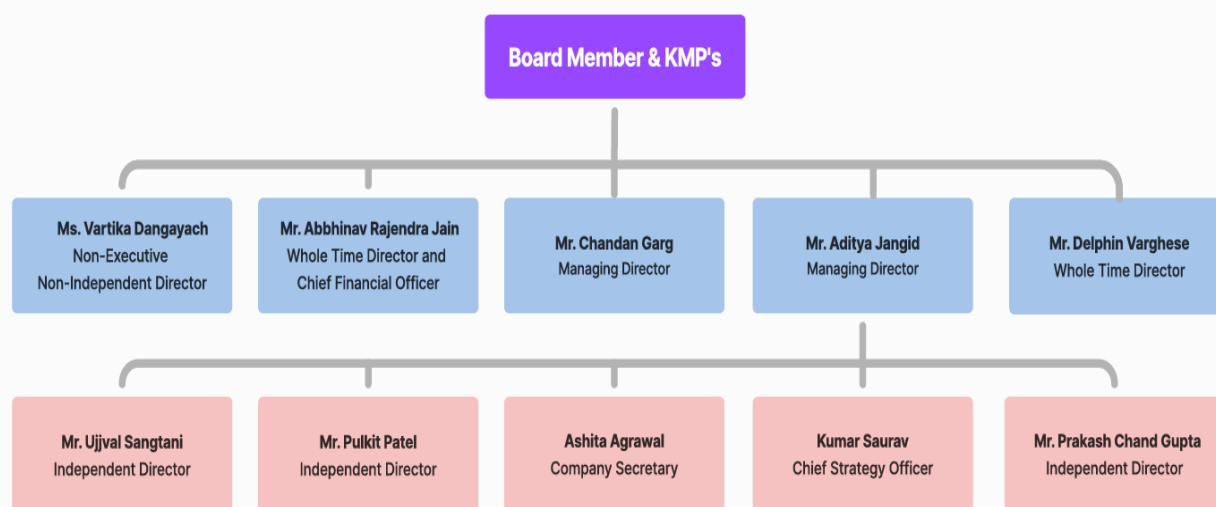 Board Member & KMP's
Ms. Vartika Dangayach
Non-Executive
Non-Independent Director
Mr. Abbhinav Rajendra Jain
Whole Time Director and
Chief Financial Officer
Mr. Chandan Garg
Managing Director
Mr. Aditya Jangid
Managing Director
Mr. Delphin Varghese
Whole Time Director
Mr. Ujjval Sangtani
Independent Director
Mr. Pulkit Patel
Independent Director
Ashita Agrawal
Company Secretary
Kumar Saurav
Chief Strategy Officer
Mr. Prakash Chand Gupta
Independent Director